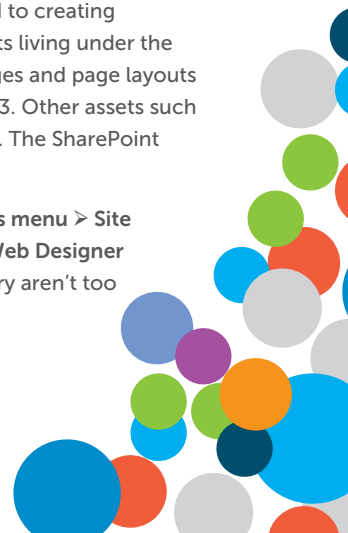 d to creating
ts living under the
ges and page layouts
3. Other assets such
. The SharePoint
s menu ➢ Site
Web Designer
ry aren't too